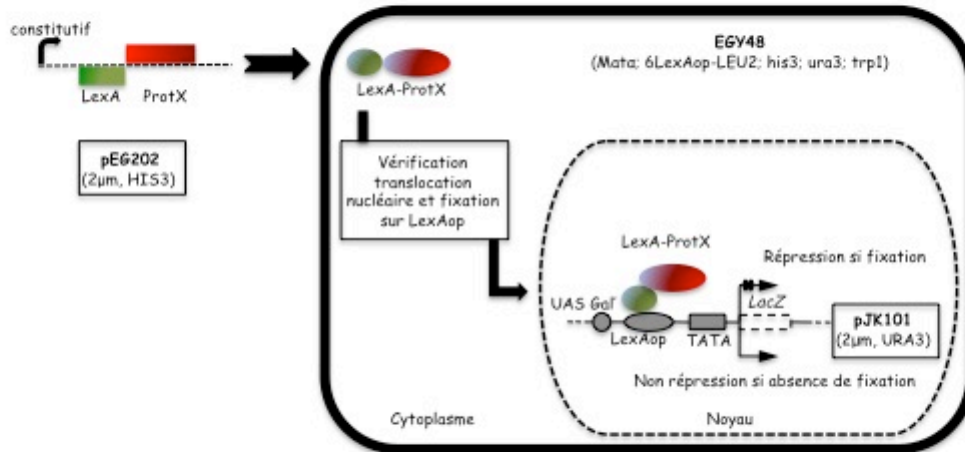 constitutif
LexA
ProtX
pEG202
(2µm, HIS3)
LexA-ProtX
EGY48
(Mata; 6LexAop-LEU2; his3; ura3; trp1)
Vérification
translocation
nucléaire et fixation
sur LexAop
LexA-ProtX
Répression si fixation
UAS Gal
LacZ
LexAop
TATA
pJK101
(2µm, URA3)
Non répression si absence de fixation
Cytoplasme
Noyau